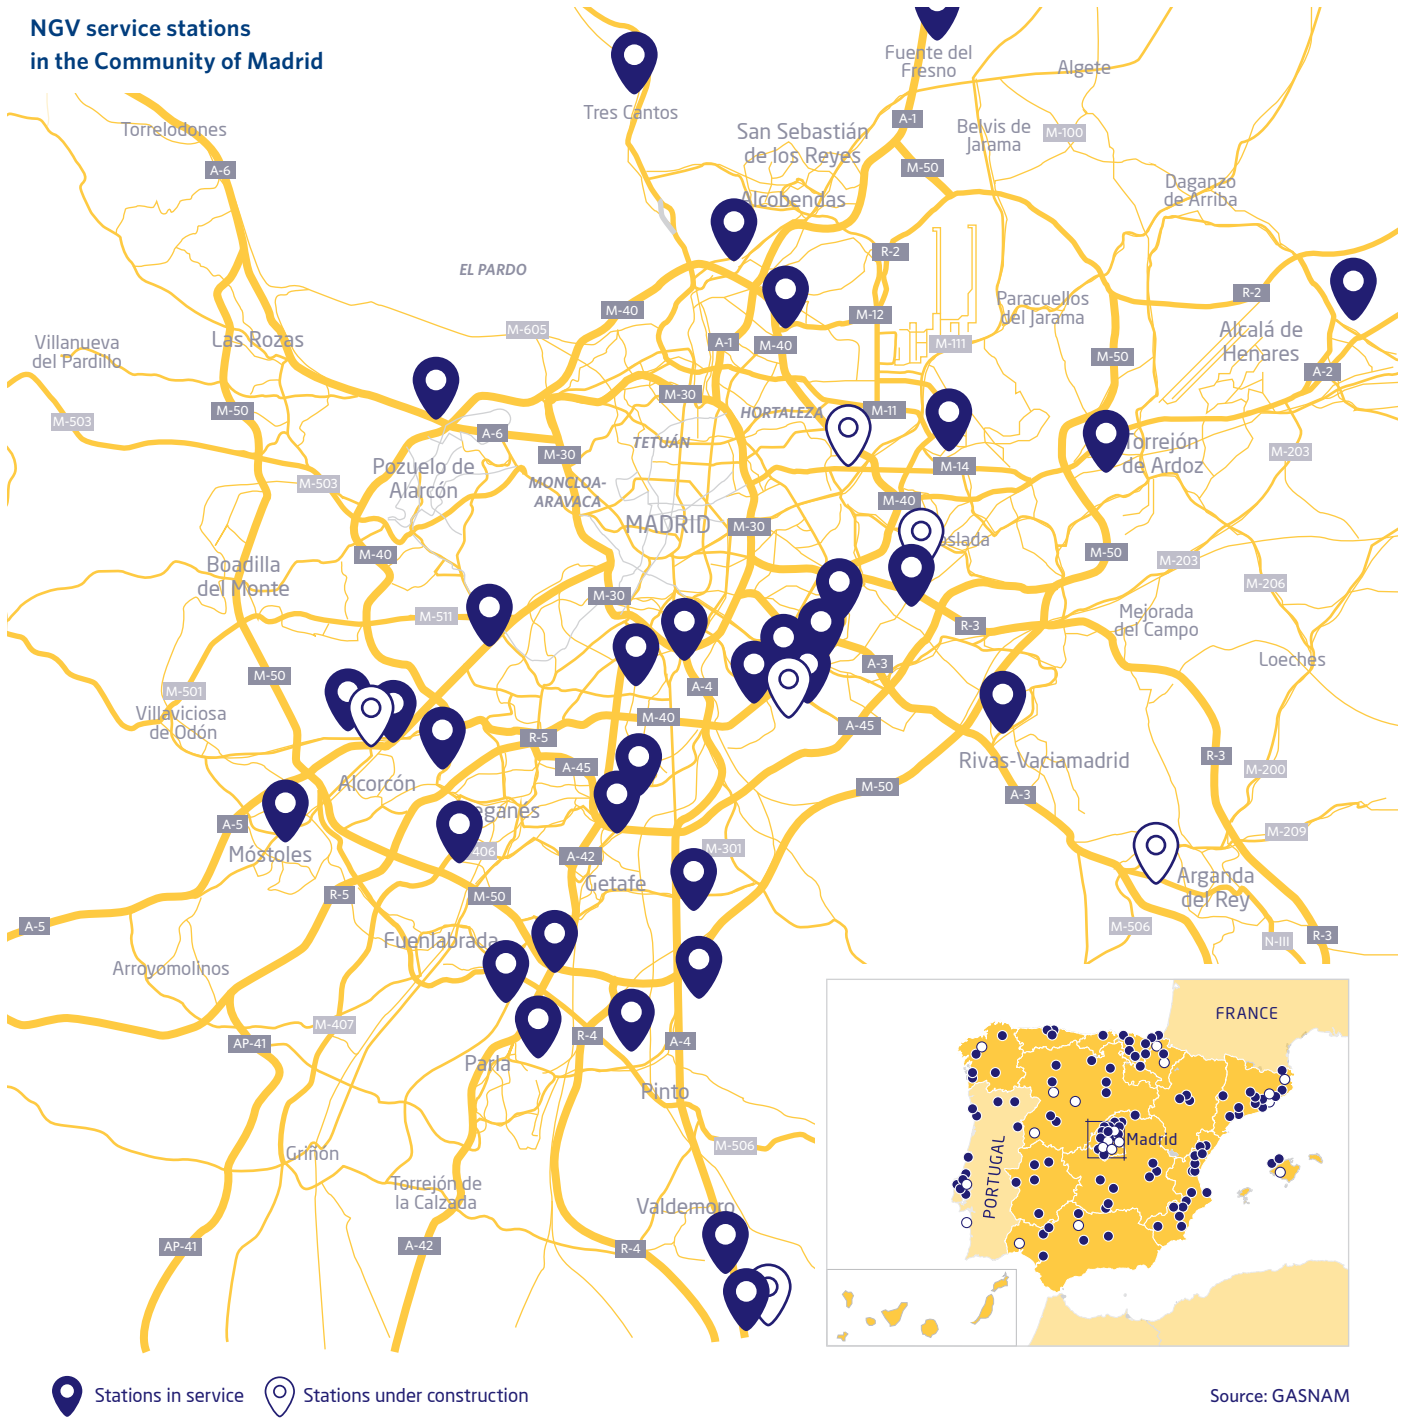 NGV service stations
in the Community of Madrid
Fuente del
Fresno
Algete
Tres Cantos
Torrelodones
San Sebastián
de los Reyes
A-1
Belvis de
Jarama
M-100
A-6
M-50
Daganzo
de Arriba
Alcobendas
R-2
EL PARDO
M-40
M-605
Paracuellos
del Jarama
R-2
M-12
Alcalá de
Henares
Villanueva
del Pardillo
Las Rozas
A-1
M-40
M-111
M-50
A-2
M-503
M-50
M-30
HORTALEZA
M-11
A-6
TETUÁN
M-30
Torrejón
de Ardoz
M-203
Pozuelo de
Alarcón
M-14
M-503
MONCLOA-
ARAVACA
M-40
MADRID
M-30
oslada
M-40
M-50
M-203
Boadilla
del Monte
M-206
M-30
M-511
Mejorada
del Campo
R-3
Loeches
M-50
A-3
M-501
A-4
Villaviciosa
de Odón
M-40
A-45
R-5
Rivas-Vaciamadrid
R-3
A-45
M-200
Alcorcón
M-50
A-3
eganés
A-5
Móstoles
406
M-301
M-209
A-42
Getafe
Arganda
del Rey
R-5
M-50
A-5
M-506
Fuenlabrada
N-III
R-3
Arroyomolinos
M-407
AP-41
R-4
A-4
Parla
Pinto
M-506
Griñón
Torrejón de
la Calzada
Valdemoro
AP-41
A-42
R-4
FRANCE
PORTUGAL
Madrid
Stations in service
Stations under construction
Source: GASNAM